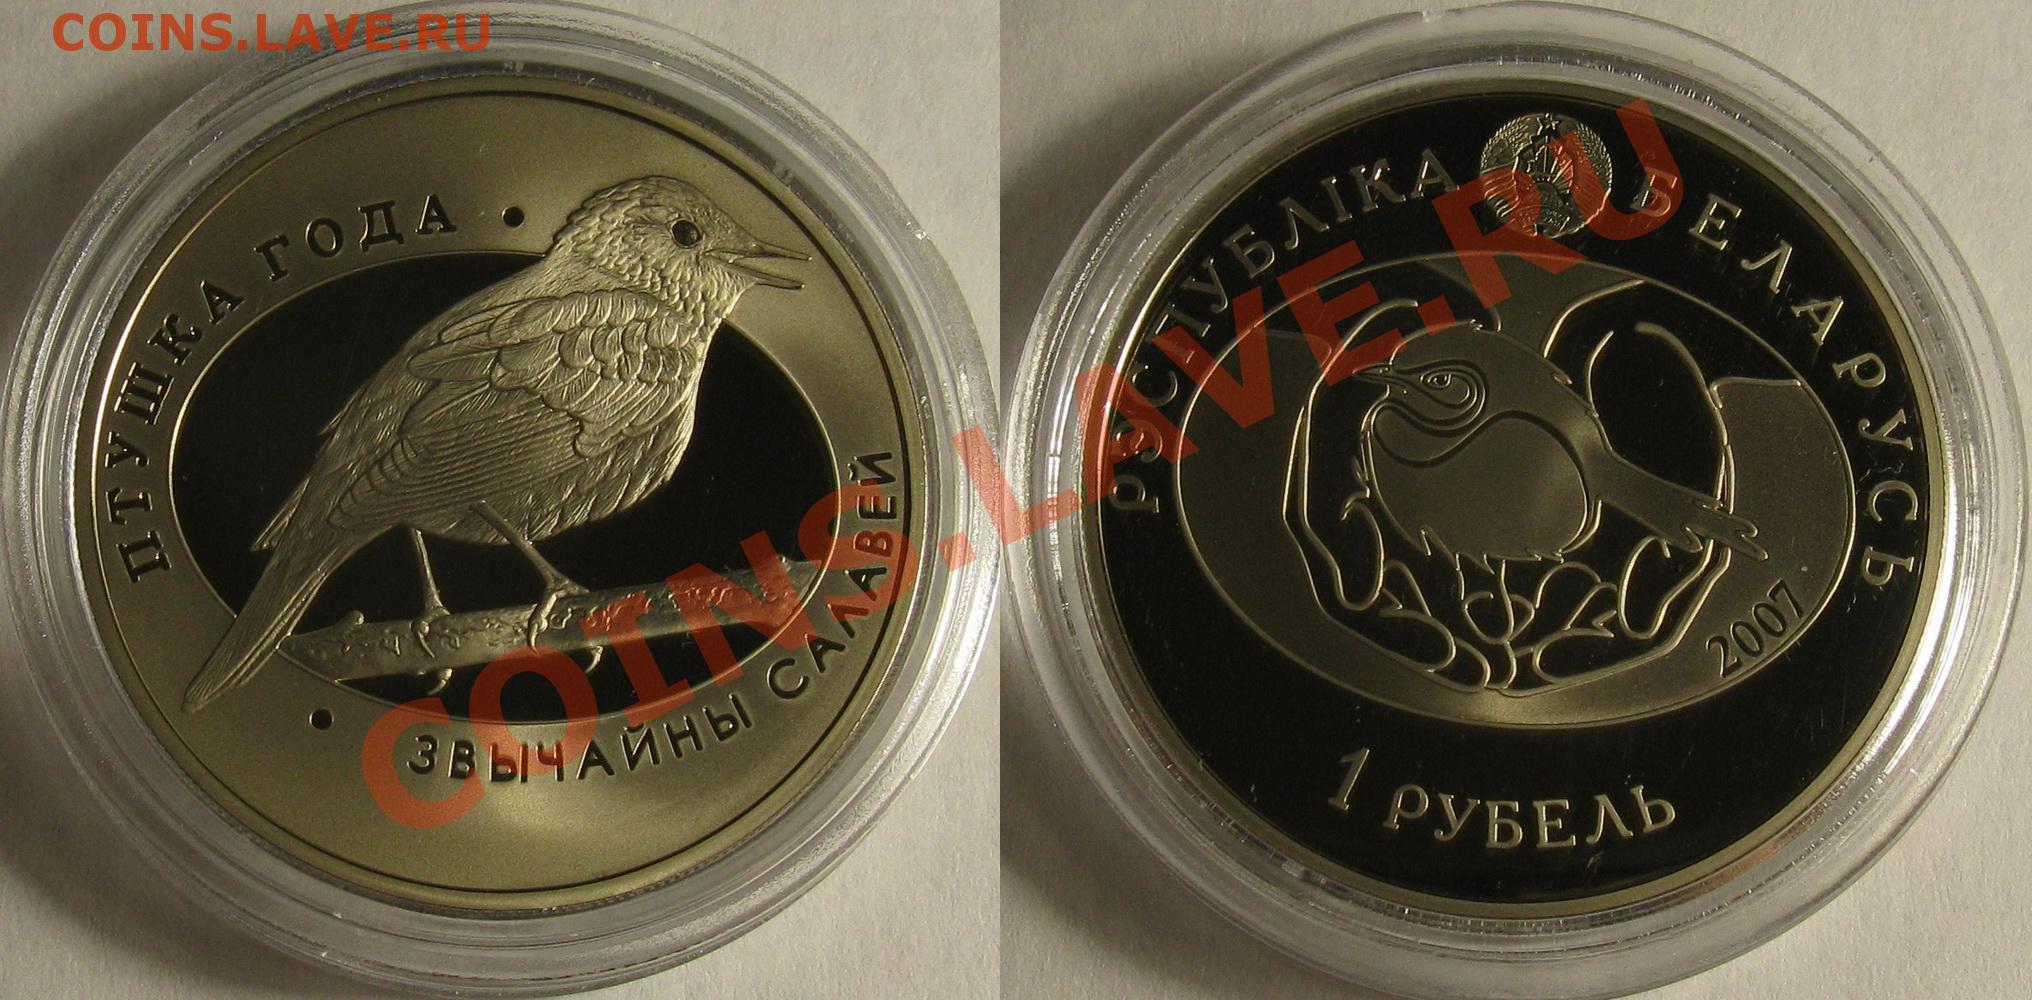 COINS.LAVE.RU
ПТУШКА ГОДА
ЗВЫЧАЙНЫ САЛАВЕЙ
РЭСПУБЛІКА БЕЛАРУСЬ
2007
1 РУБЕЛЬ
COINS.LAVE.RU